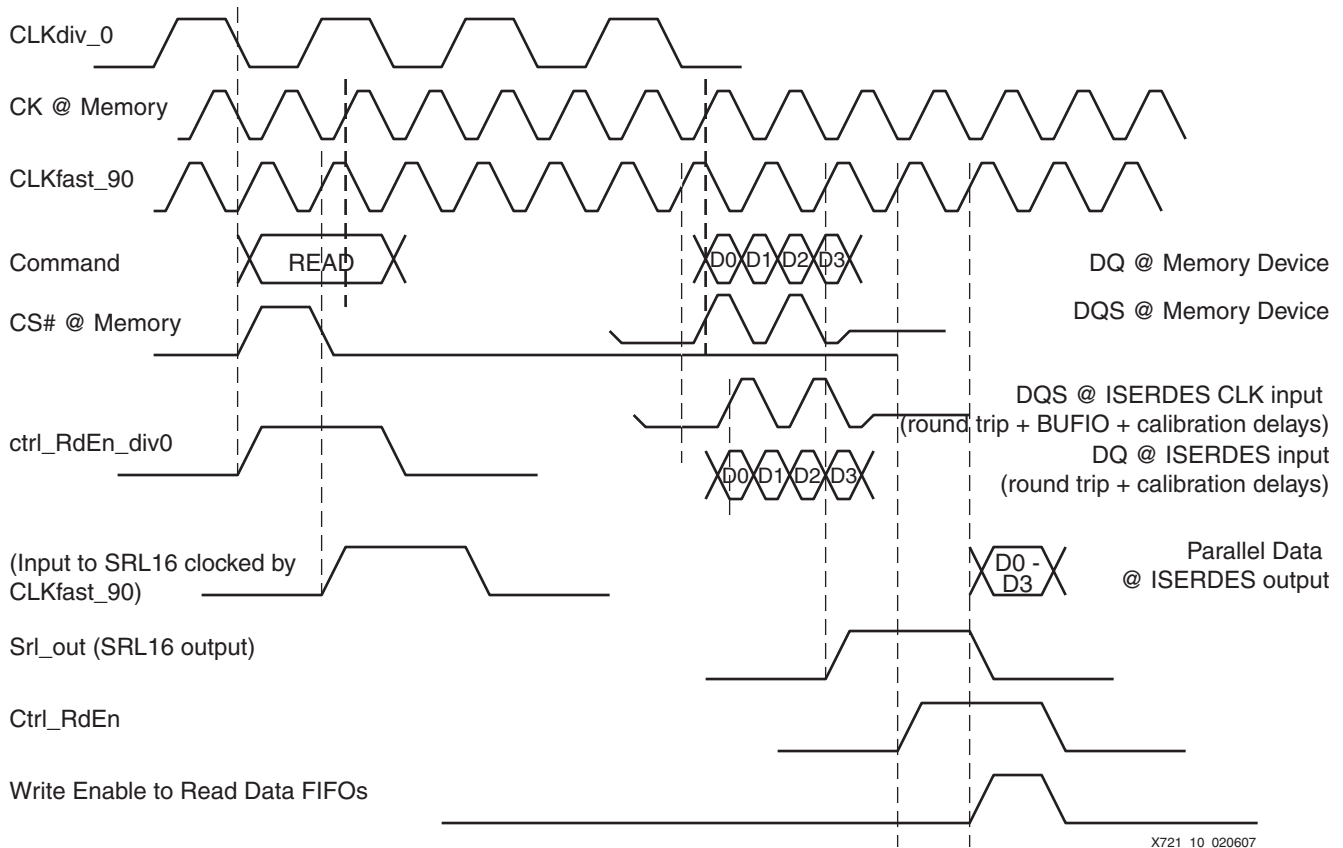 CLKdiv_0
CK @ Memory
CLKfast_90
Command
READ
D0 D1 D2 D3
DQ @ Memory Device
CS# @ Memory
DQS @ Memory Device
DQS @ ISERDES CLK input
(round trip + BUFIO + calibration delays)
ctrl_RdEn_div0
D0 D1 D2 D3
DQ @ ISERDES input
(round trip + calibration delays)
(Input to SRL16 clocked by
CLKfast_90)
D0 -
D3
Parallel Data
@ ISERDES output
Srl_out (SRL16 output)
Ctrl_RdEn
Write Enable to Read Data FIFOs
X721_10_020607